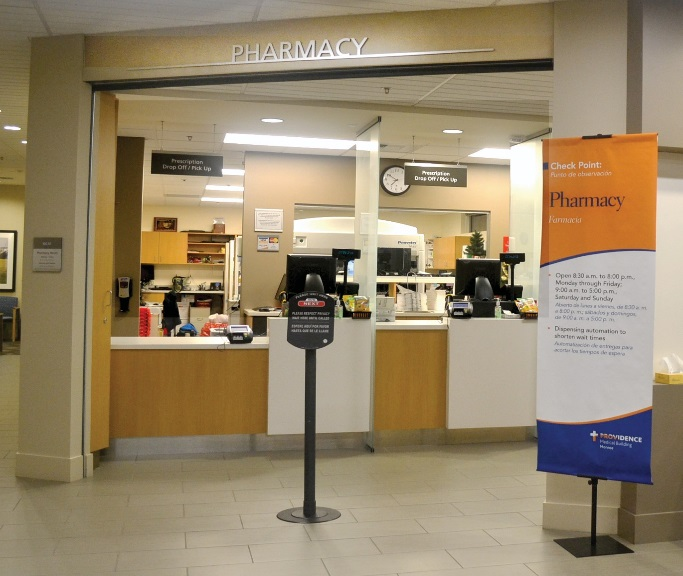 PHARMACY
Prescription
Drop Off / Pick Up
Prescription
Drop Off / Pick Up
NEXT
PLEASE RESPECT PRIVACY
WAIT HERE UNTIL CALLED
Check Point:
Punto de observación
Pharmacy
Farmacia
Open 8:30 a.m. to 8:00 p.m.,
Monday through Friday;
9:00 a.m. to 5:00 p.m.,
Saturday and Sunday
Abierto de lunes a viernes, de 8:30 a.m.
a 8:00 p.m.; sábados y domingos,
de 9:00 a.m. a 5:00 p.m.
Dispensing automation to
shorten wait times
Automatización de entregas para
acortar los tiempos de espera
PROVIDENCE
Medical Building